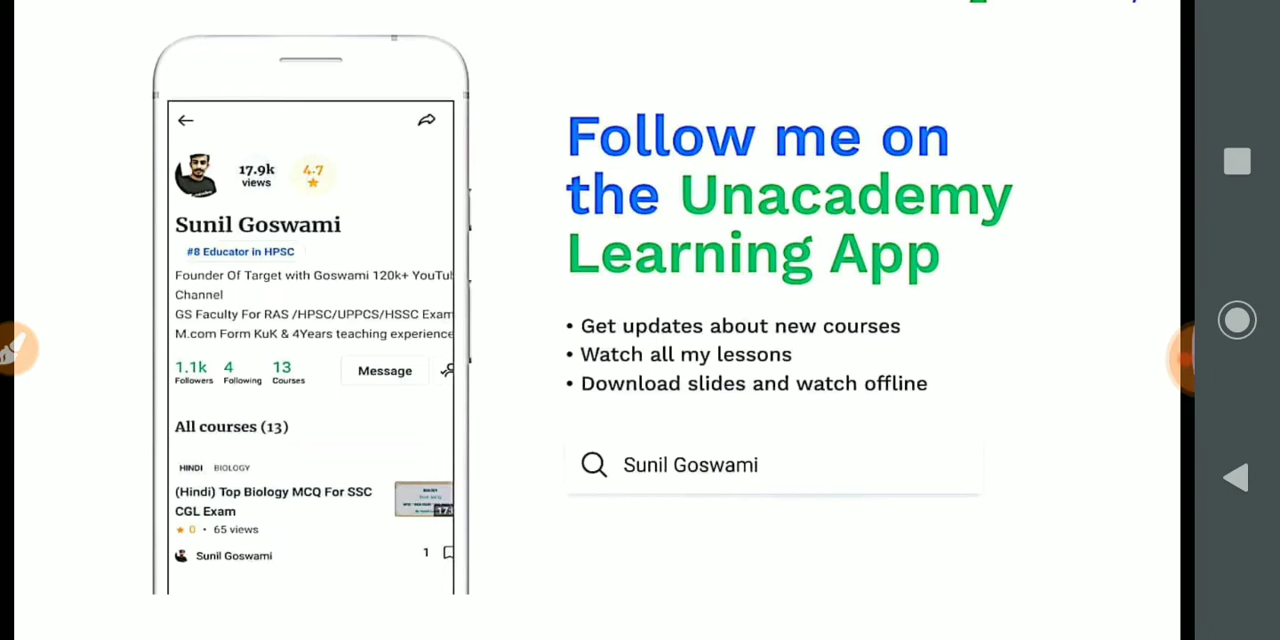 17.9k
views
4.7
Sunil Goswami
#8 Educator in HPSC
Founder Of Target with Goswami 120k+ YouTu
Channel
GS Faculty For RAS /HPSC/UPPCS/HSSC Exam
M.com Form KuK & 4Years teaching experience
1.1k 4 13
Followers Following Courses
Message
All courses (13)
HINDI BIOLOGY
(Hindi) Top Biology MCQ For SSC
CGL Exam
0 · 65 views
Sunil Goswami
1
Follow me on
the Unacademy
Learning App
• Get updates about new courses
• Watch all my lessons
• Download slides and watch offline
Sunil Goswami